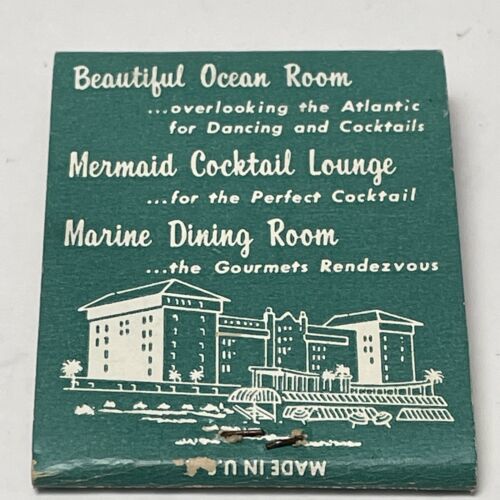 Beautiful Ocean Room
...overlooking the Atlantic
for Dancing and Cocktails
Mermaid Cocktail Lounge
...for the Perfect Cocktail
Marine Dining Room
...the Gourmets Rendezvous
MADE IN U.S